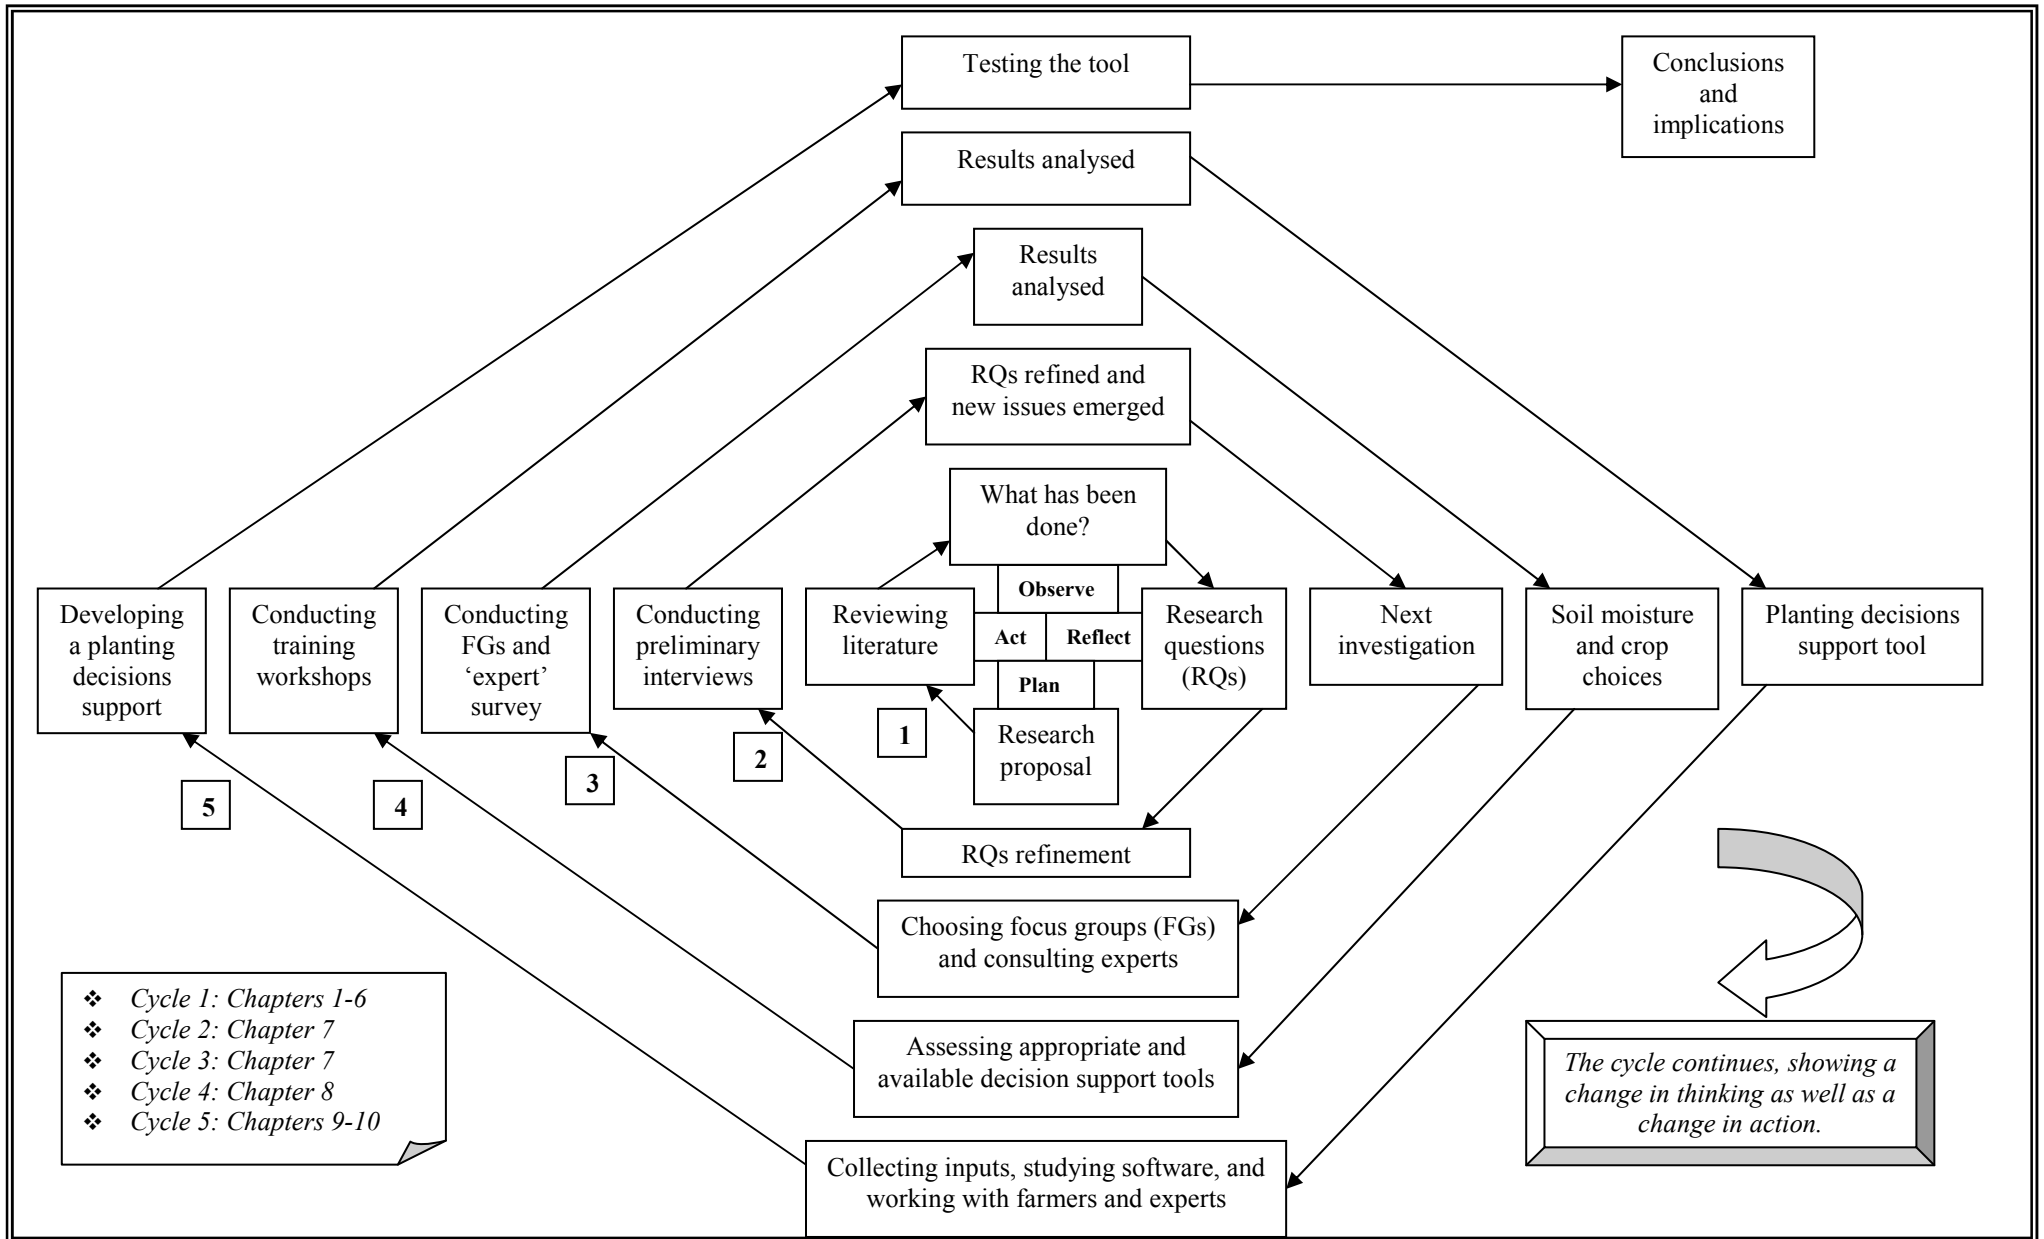 Testing the tool
Conclusions
and
implications
Results analysed
Results
analysed
RQs refined and
new issues emerged
What has been
done?
Observe
Act
Reflect
Plan
Developing
a planting
decisions
support
Conducting
training
workshops
Conducting
FGs and
‘expert’
survey
Conducting
preliminary
interviews
Reviewing
literature
Research
questions
(RQs)
Next
investigation
Soil moisture
and crop
choices
Planting decisions
support tool
1
2
3
4
5
Research
proposal
RQs refinement
Choosing focus groups (FGs)
and consulting experts
Assessing appropriate and
available decision support tools
Collecting inputs, studying software, and
working with farmers and experts
❖ Cycle 1: Chapters 1-6
❖ Cycle 2: Chapter 7
❖ Cycle 3: Chapter 7
❖ Cycle 4: Chapter 8
❖ Cycle 5: Chapters 9-10
The cycle continues, showing a
change in thinking as well as a
change in action.